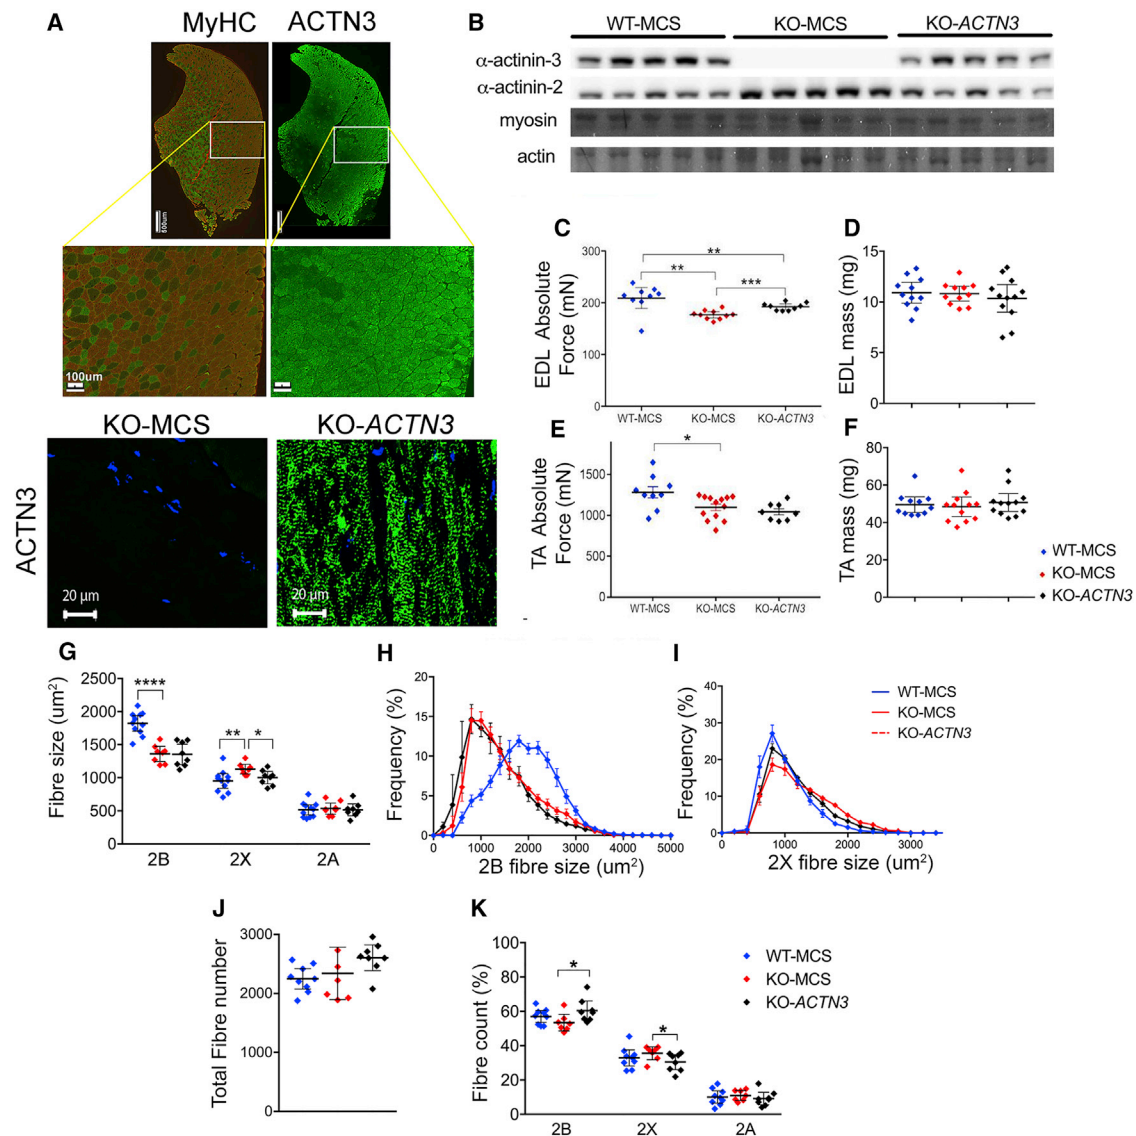 A
MyHC ACTN3
600um
100um
KO-MCS KO-ACTN3
ACTN3
20 µm 20 µm
B
WT-MCS KO-MCS KO-ACTN3
α-actinin-3
α-actinin-2
myosin
actin
C
EDL Absolute
Force (mN)
300
200
100
0
** 
** ***
WT-MCS KO-MCS KO-ACTN3
D
EDL mass (mg)
15
10
5
0
E
TA Absolute
Force (mN)
1500
1000
500
0
*
WT-MCS KO-MCS KO-ACTN3
F
TA mass (mg)
80
60
40
20
0
WT-MCS
KO-MCS
KO-ACTN3
G
Fibre size (um²)
2500
2000
1500
1000
500
0
****
** *
2B 2X 2A
H
Frequency (%)
20
15
10
5
0
0 1000 2000 3000 4000 5000
2B fibre size (um²)
I
Frequency (%)
40
30
20
10
0
0 1000 2000 3000
2X fibre size (um²)
WT-MCS
KO-MCS
KO-ACTN3
J
Total Fibre number
3000
2000
1000
0
K
Fibre count (%)
100
80
60
40
20
0
*
*
2B 2X 2A
WT-MCS
KO-MCS
KO-ACTN3